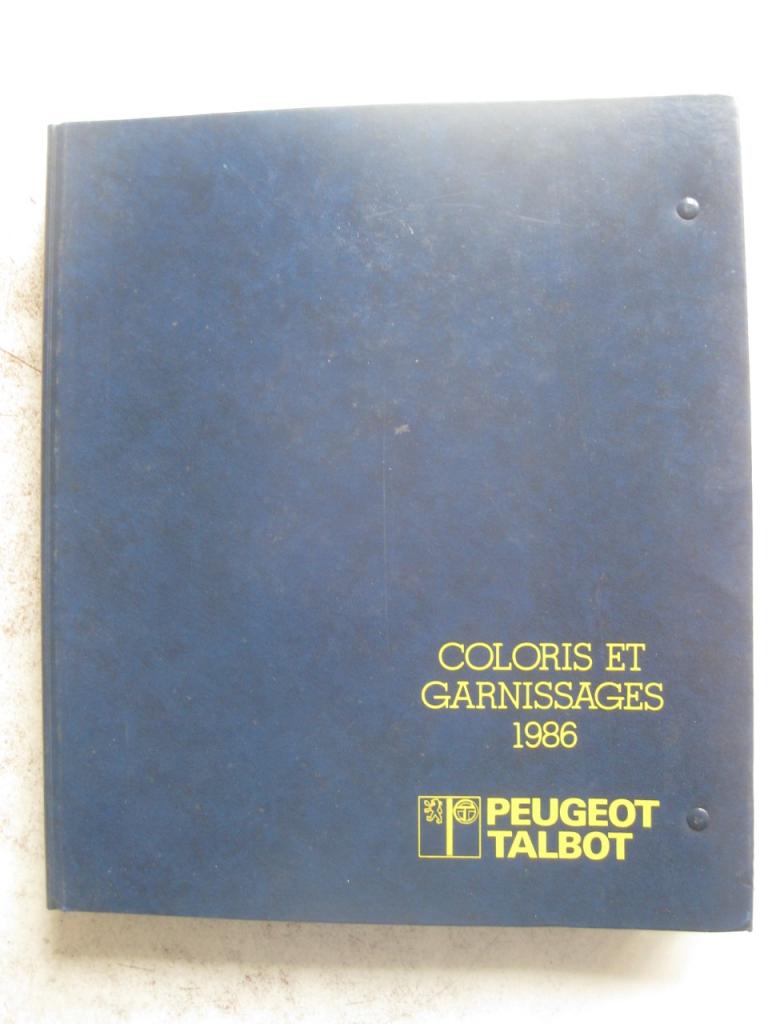 COLORIS ET
GARNISSAGES
1986
PEUGEOT
TALBOT